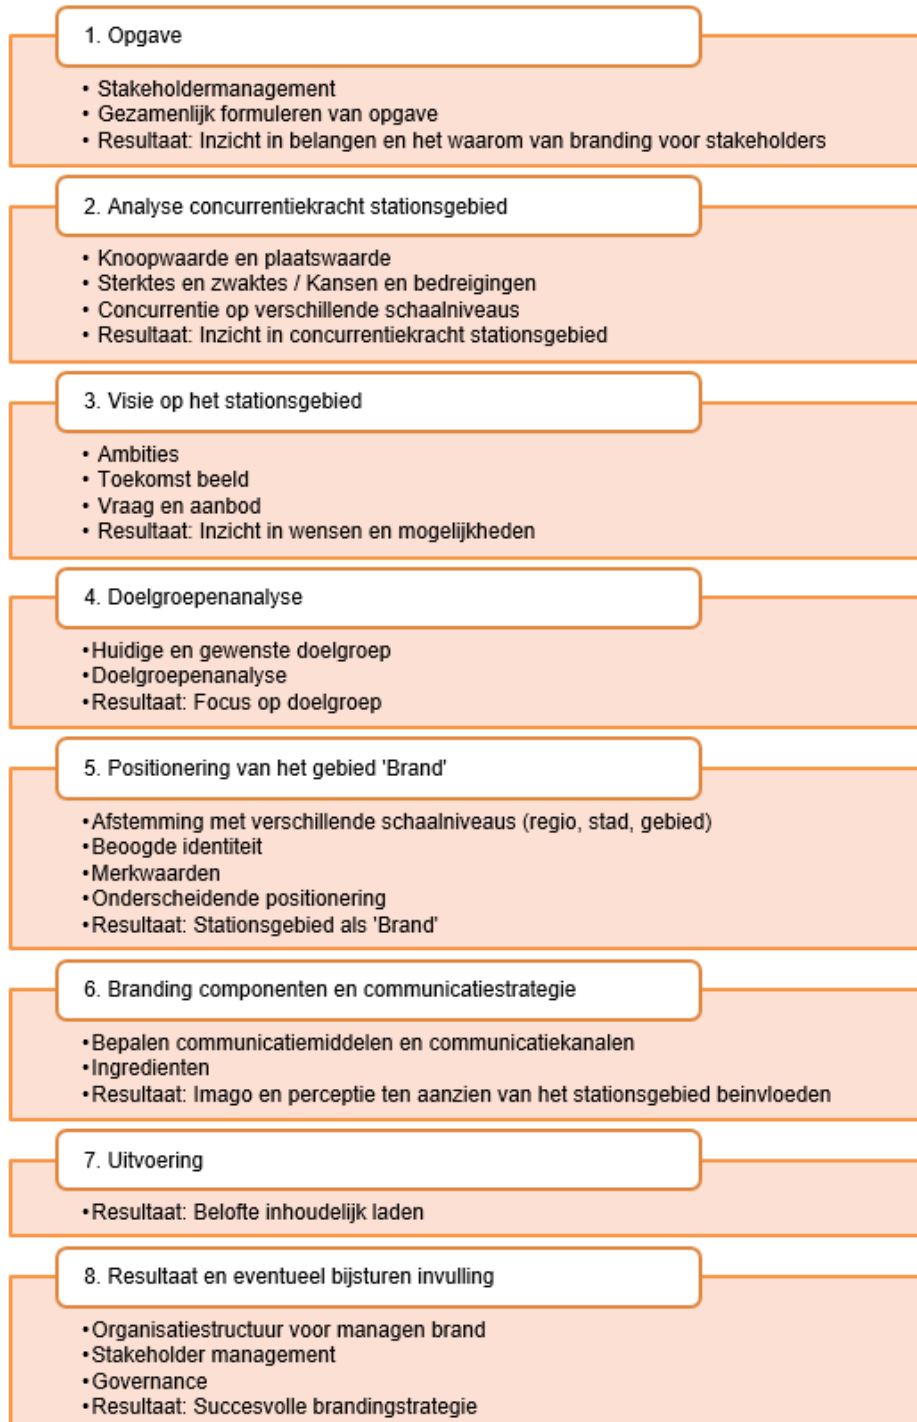 1. Opgave
• Stakeholdermanagement
• Gezamenlijk formuleren van opgave
• Resultaat: Inzicht in belangen en het waarom van branding voor stakeholders
2. Analyse concurrentiekracht stationsgebied
• Knoopwaarde en plaatswaarde
• Sterktes en zwaktes / Kansen en bedreigingen
• Concurrentie op verschillende schaalniveaus
• Resultaat: Inzicht in concurrentiekracht stationsgebied
3. Visie op het stationsgebied
• Ambities
• Toekomst beeld
• Vraag en aanbod
• Resultaat: Inzicht in wensen en mogelijkheden
4. Doelgroepenanalyse
•Huidige en gewenste doelgroep
•Doelgroepenanalyse
•Resultaat: Focus op doelgroep
5. Positionering van het gebied 'Brand'
•Afstemming met verschillende schaalniveaus (regio, stad, gebied)
•Beoogde identiteit
•Merkwaarden
•Onderscheidende positionering
•Resultaat: Stationsgebied als 'Brand'
6. Branding componenten en communicatiestrategie
•Bepalen communicatiemiddelen en communicatiekanalen
•Ingredienten
•Resultaat: Imago en perceptie ten aanzien van het stationsgebied beinvloeden
7. Uitvoering
•Resultaat: Belofte inhoudelijk laden
8. Resultaat en eventueel bijsturen invulling
•Organisatiestructuur voor managen brand
•Stakeholder management
•Governance
•Resultaat: Succesvolle brandingstrategie